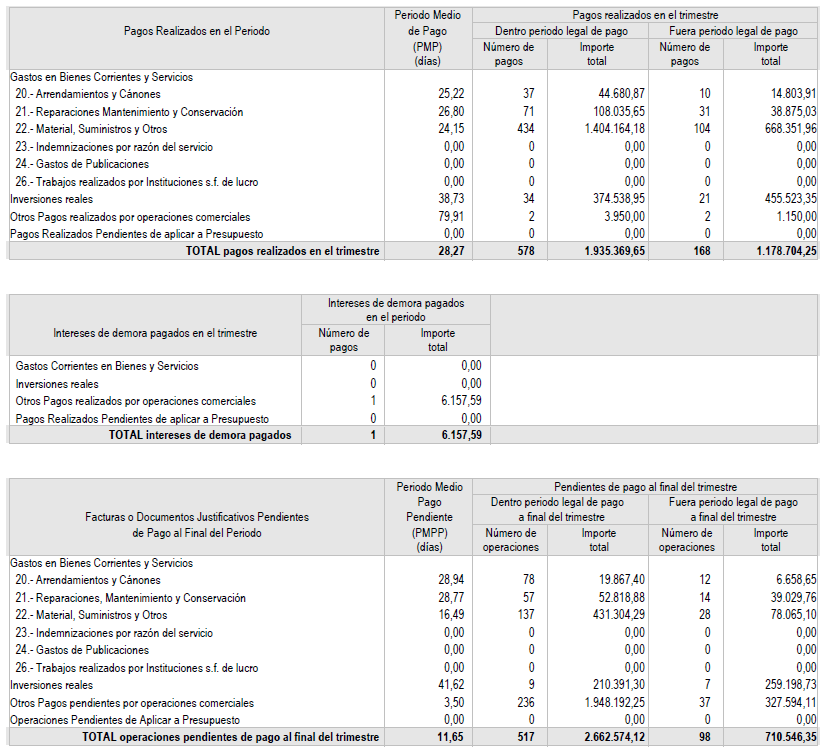 Pagos Realizados en el Periodo
Periodo Medio
de Pago
(PMP)
(días)
Pagos realizados en el trimestre
Dentro periodo legal de pago Fuera periodo legal de pago
Número de
pagos
Importe
total
Número de
pagos
Importe
total
Gastos en Bienes Corrientes y Servicios
20.- Arrendamientos y Cánones 25,22 37 44.680,87 10 14.803,91
21.- Reparaciones Mantenimiento y Conservación 26,80 71 108.035,65 31 38.875,03
22.- Material, Suministros y Otros 24,15 434 1.404.164,18 104 668.351,96
23.- Indemnizaciones por razón del servicio 0,00 0 0,00 0 0,00
24.- Gastos de Publicaciones 0,00 0 0,00 0 0,00
26.- Trabajos realizados por Instituciones s.f. de lucro 0,00 0 0,00 0 0,00
Inversiones reales 38,73 34 374.538,95 21 455.523,35
Otros Pagos realizados por operaciones comerciales 79,91 2 3.950,00 2 1.150,00
Pagos Realizados Pendientes de aplicar a Presupuesto 0,00 0 0,00 0 0,00
TOTAL pagos realizados en el trimestre 28,27 578 1.935.369,65 168 1.178.704,25
Intereses de demora pagados en el trimestre
Intereses de demora pagados
en el periodo
Número de
pagos
Importe
total
Gastos Corrientes en Bienes y Servicios 0 0,00
Inversiones reales 0 0,00
Otros Pagos realizados por operaciones comerciales 1 6.157,59
Pagos Realizados Pendientes de aplicar a Presupuesto 0 0,00
TOTAL intereses de demora pagados 1 6.157,59
Facturas o Documentos Justificativos Pendientes
de Pago al Final del Periodo
Periodo Medio
Pago
Pendiente
(PMPP)
(días)
Pendientes de pago al final del trimestre
Dentro periodo legal de pago
a final del trimestre
Fuera periodo legal de pago
a final del trimestre
Número de
operaciones
Importe
total
Número de
operaciones
Importe
total
Gastos en Bienes Corrientes y Servicios
20.- Arrendamientos y Cánones 28,94 78 19.867,40 12 6.658,65
21.- Reparaciones, Mantenimiento y Conservación 28,77 57 52.818,88 14 39.029,76
22.- Material, Suministros y Otros 16,49 137 431.304,29 28 78.065,10
23.- Indemnizaciones por razón del servicio 0,00 0 0,00 0 0,00
24.- Gastos de Publicaciones 0,00 0 0,00 0 0,00
26.- Trabajos realizados por Instituciones s.f. de lucro 0,00 0 0,00 0 0,00
Inversiones reales 41,62 9 210.391,30 7 259.198,73
Otros Pagos pendientes por operaciones comerciales 3,50 236 1.948.192,25 37 327.594,11
Operaciones Pendientes de Aplicar a Presupuesto 0,00 0 0,00 0 0,00
TOTAL operaciones pendientes de pago al final del trimestre 11,65 517 2.662.574,12 98 710.546,35